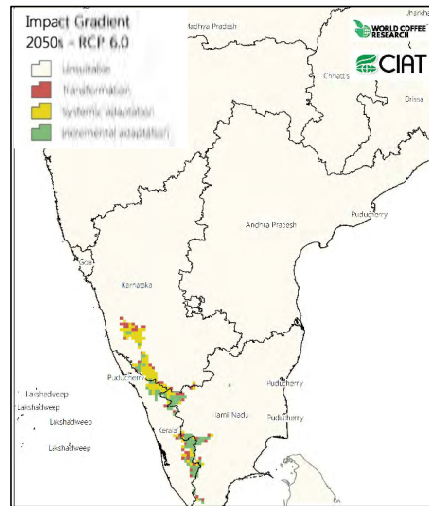 Impact Gradient
2050s - RCP 6.0
Unsuitable
Transformation
Systemic adaptation
Incremental adaptation
WORLD COFFEE
RESEARCH
CIAT
Madhya Pradesh
Jharkha
Chhattis
Orissa
Puducherry
Andhra Pradesh
Goa
Karnataka
Puducherry
Puducherry
Lakshadweep
Lakshadweep
Lakshadweep
Lakshadweep
Tamil Nadu
Puducherry
Kerala